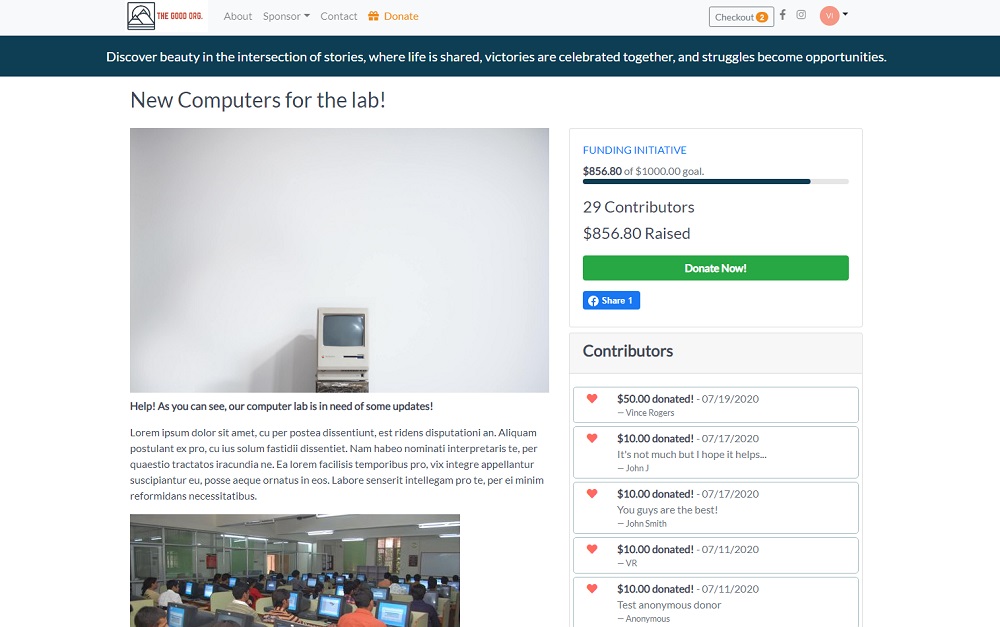 THE GOOD ORG.
About Sponsor Contact Donate
Checkout 2
VI
Discover beauty in the intersection of stories, where life is shared, victories are celebrated together, and struggles become opportunities.
New Computers for the lab!
Help! As you can see, our computer lab is in need of some updates!
Lorem ipsum dolor sit amet, cu per postea dissentiunt, est ridens disputationi an. Aliquam
postulant ex pro, cu ius solum fastidii dissentiet. Nam habeo nominati interpretaris te, per
quaestio tractatos iracundia ne. Ea lorem facilisis temporibus pro, vix integre appellantur
suscipiantur eu, posse aeque ornatus in eos. Labore senserit intellegam pro te, per ei minim
reformidans necessitatibus.
FUNDING INITIATIVE
$856.80 of $1000.00 goal.
29 Contributors
$856.80 Raised
Donate Now!
Share 1
Contributors
$50.00 donated! - 07/19/2020
— Vince Rogers
$10.00 donated! - 07/17/2020
It's not much but I hope it helps...
— John J
$10.00 donated! - 07/17/2020
You guys are the best!
— John Smith
$10.00 donated! - 07/11/2020
— VR
$10.00 donated! - 07/11/2020
Test anonymous donor
— Anonymous